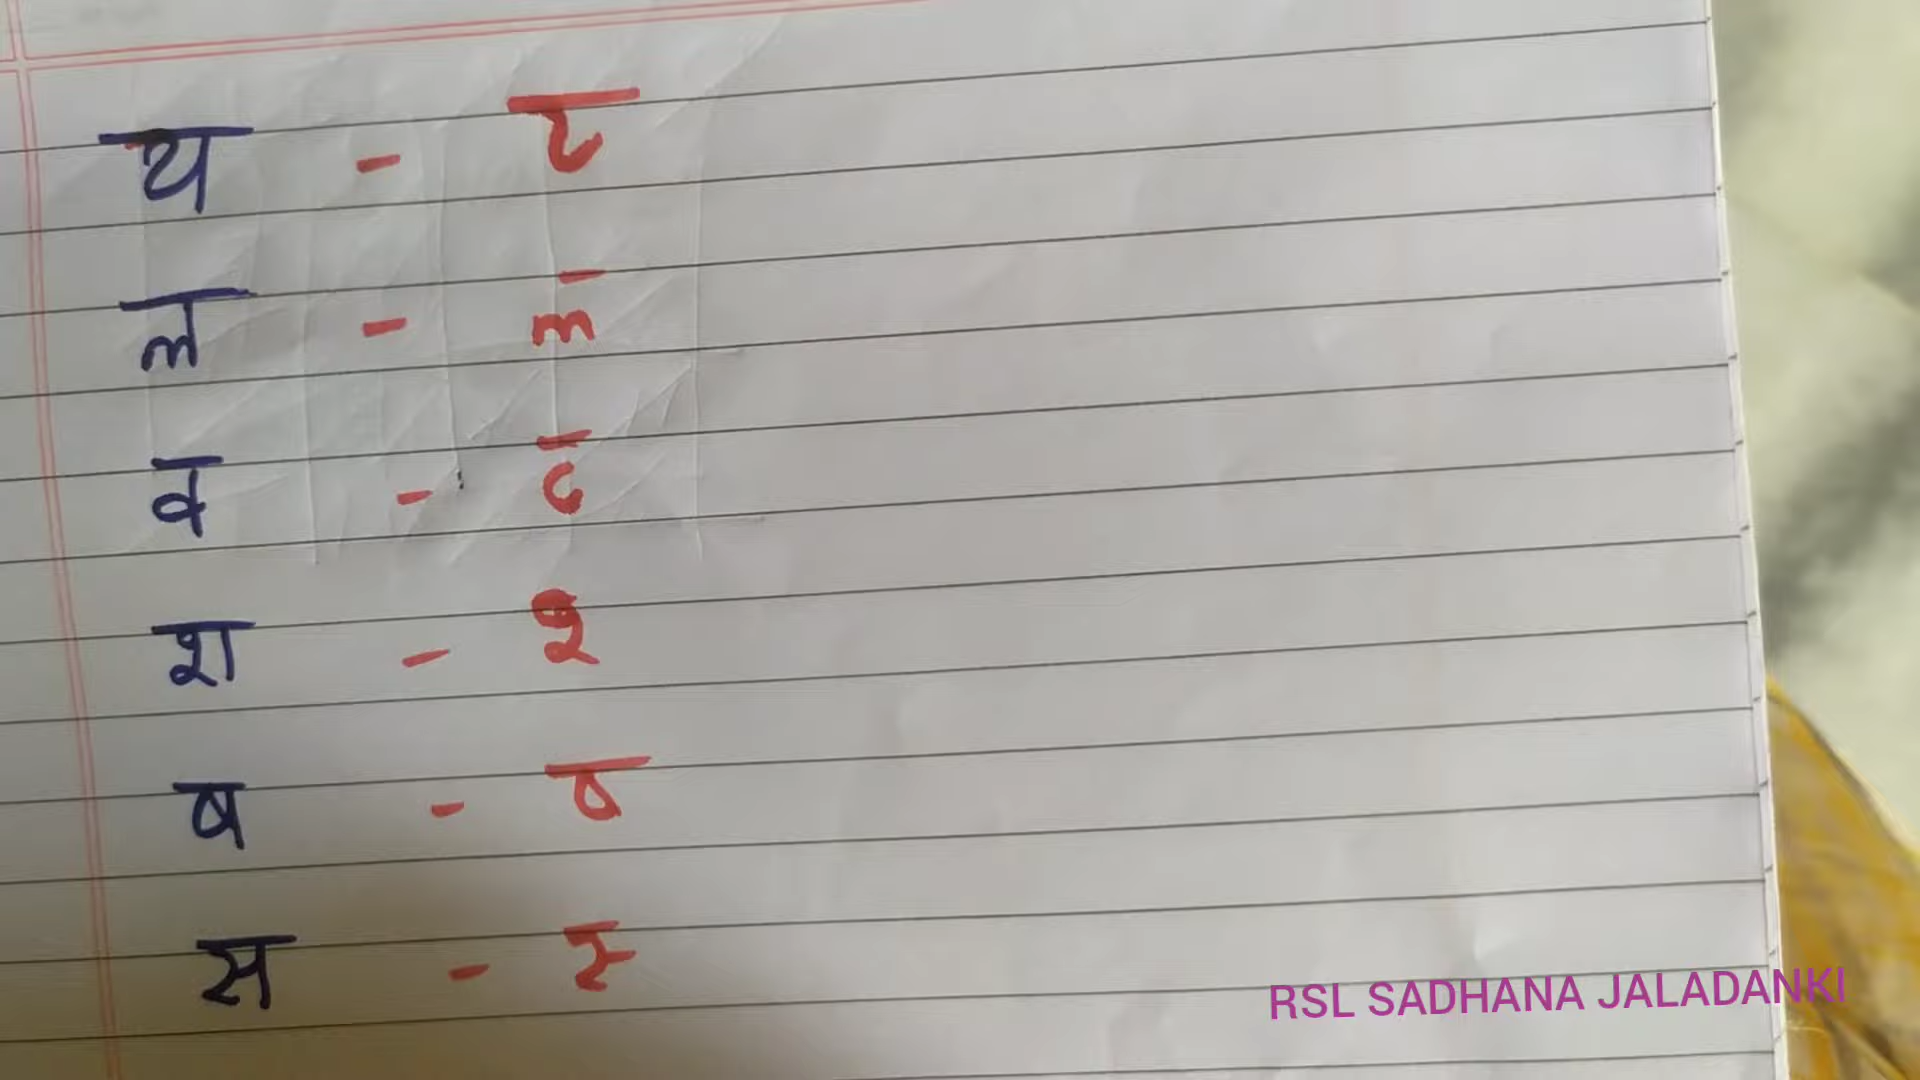 य - य्
ल - ल्
व - व्
श - श्
ष - ष्
स - स्
RSL SADHANA JALADANKI